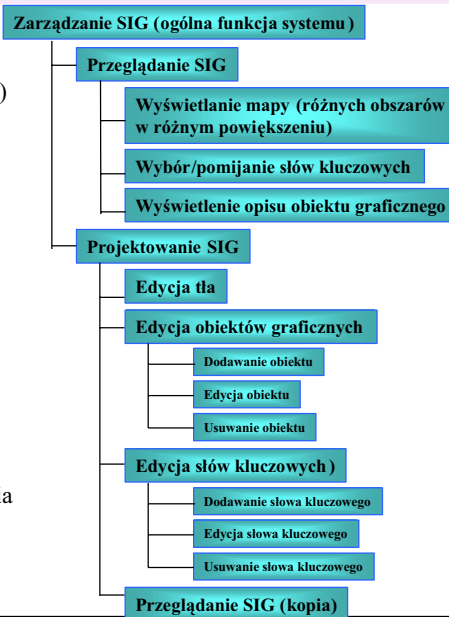 Zarządzanie SIG (ogólna funkcja systemu)
Przeglądanie SIG
)
Wyświetlanie mapy (różnych obszarów
w różnym powiększeniu)
Wybór/pomijanie słów kluczowych
Wyświetlenie opisu obiektu graficznego
Projektowanie SIG
Edycja tła
Edycja obiektów graficznych
Dodawanie obiektu
Edycja obiektu
Usuwanie obiektu
Edycja słów kluczowych)
ia
Dodawanie słowa kluczowego
Edycja słowa kluczowego
Usuwanie słowa kluczowego
Przeglądanie SIG (kopia)